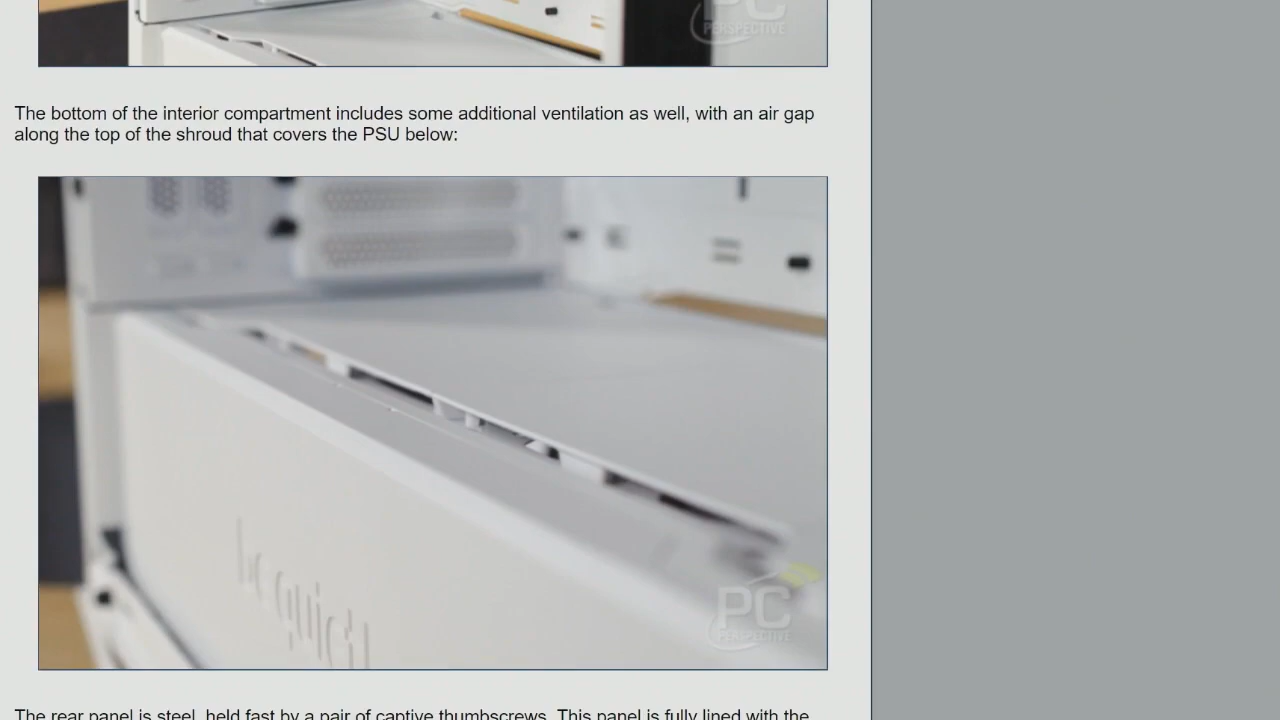 PC
PERSPECTIVE
The bottom of the interior compartment includes some additional ventilation as well, with an air gap
along the top of the shroud that covers the PSU below:
be quiet!
PC
PERSPECTIVE
The rear panel is steel, held fast by a pair of captive thumbscrews. This panel is fully lined with the